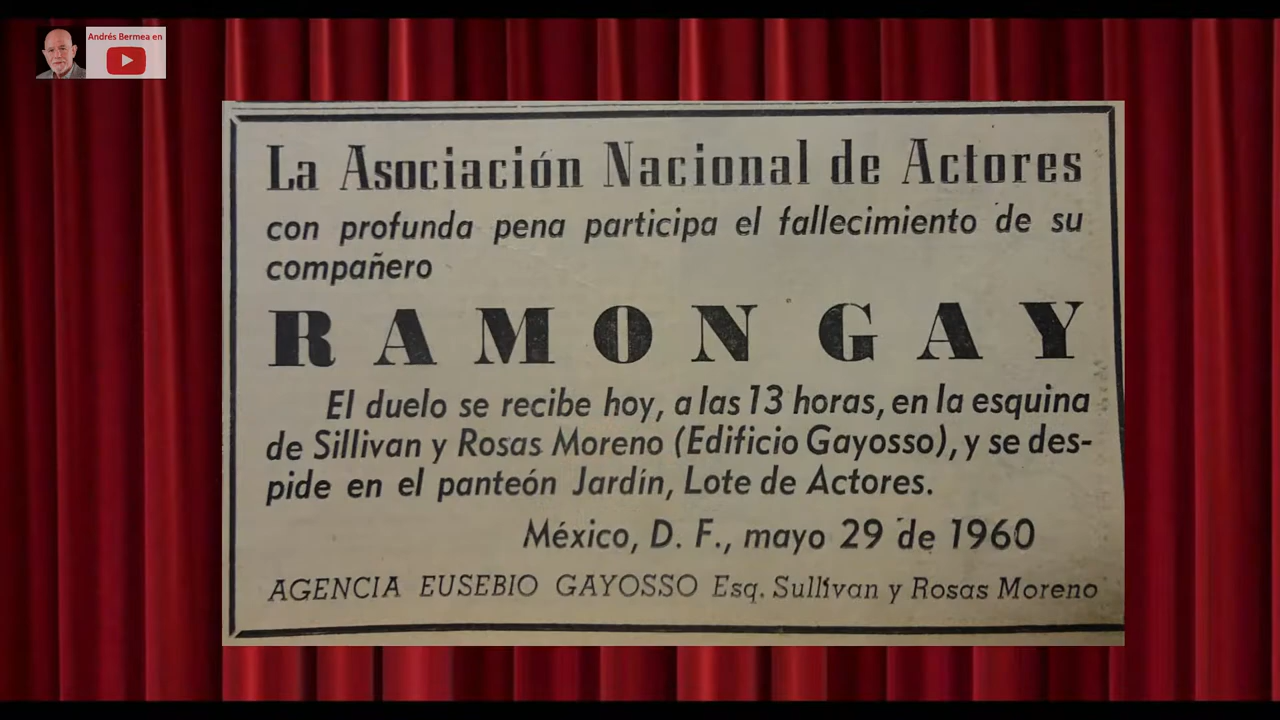 Andrés Bermea en
La Asociación Nacional de Actores
con profunda pena participa el fallecimiento de su
compañero
RAMON GAY
El duelo se recibe hoy, a las 13 horas, en la esquina
de Sillivan y Rosas Moreno (Edificio Gayosso), y se des-
pide en el panteón Jardín, Lote de Actores.
México, D. F., mayo 29 de 1960
AGENCIA EUSEBIO GAYOSSO Esq. Sullivan y Rosas Moreno